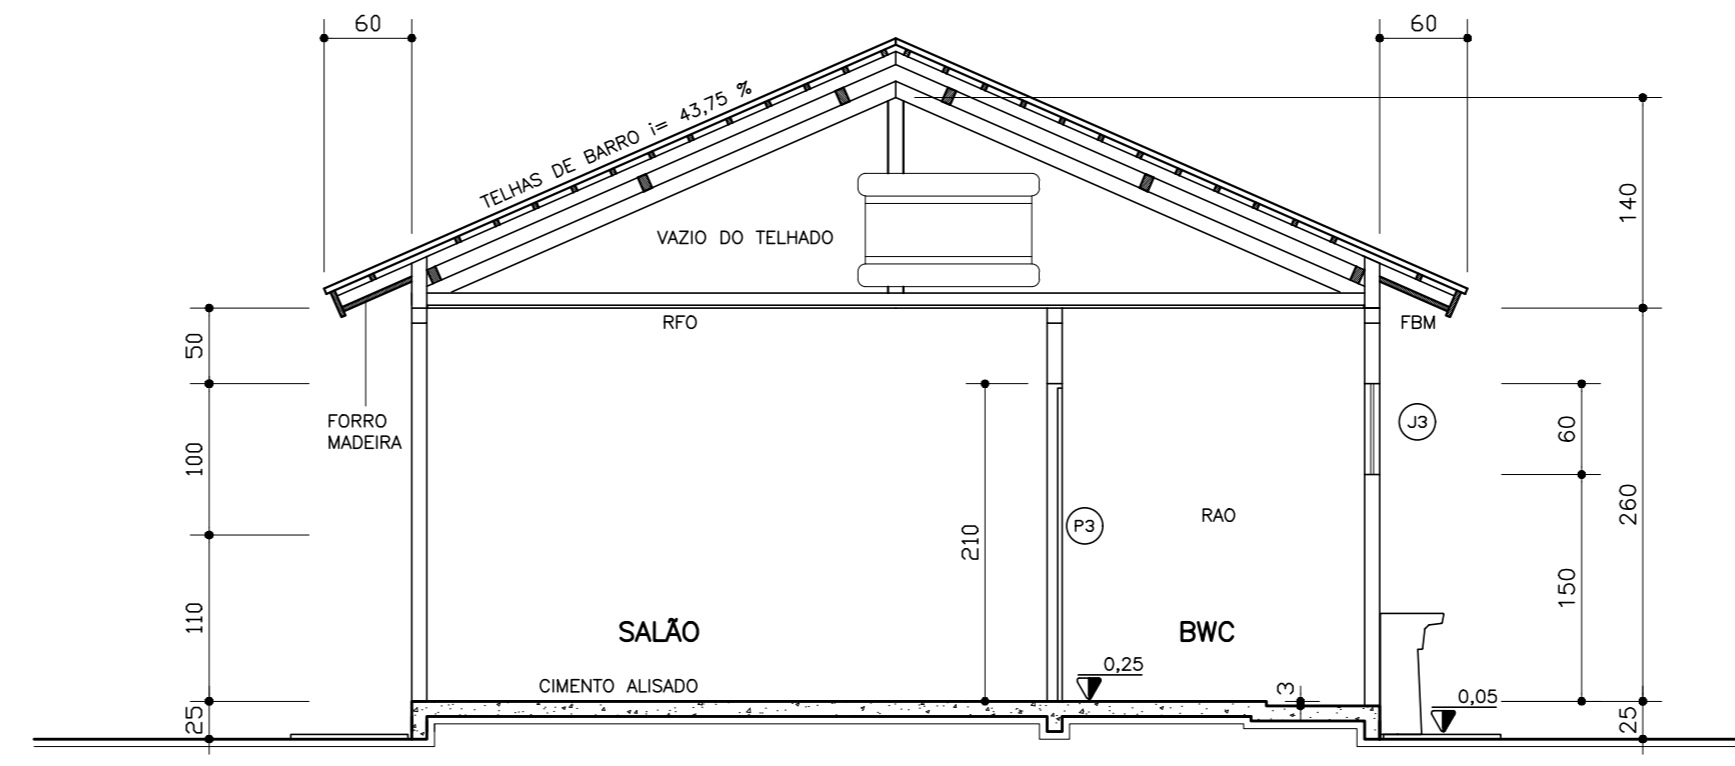 60
60
TELHAS DE BARRO i= 43,75 %
140
VAZIO DO TELHADO
RFO
FBM
50
FORRO
MADEIRA
J3
60
100
260
RAO
P3
210
150
110
SALÃO
BWC
0,25
CIMENTO ALISADO
3
0,05
25
25